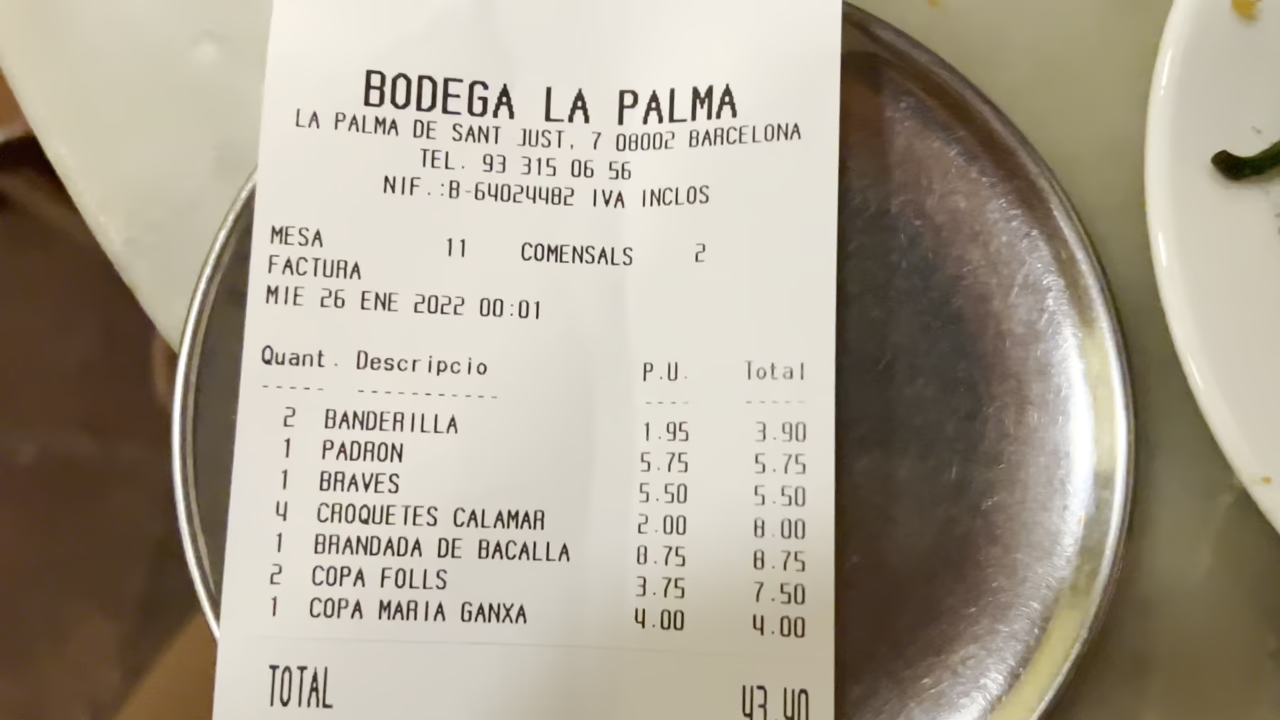 BODEGA LA PALMA
LA PALMA DE SANT JUST, 7 08002 BARCELONA
TEL. 93 315 06 56
NIF.:B-64024482 IVA INCLOS
MESA 11 COMENSALS 2
FACTURA
MIE 26 ENE 2022 00:01
Quant. Descripcio P.U. Total
----- ----------- ---- -----
2 BANDERILLA 1.95 3.90
1 PADRON 5.75 5.75
1 BRAVES 5.50 5.50
4 CROQUETES CALAMAR 2.00 8.00
1 BRANDADA DE BACALLA 8.75 8.75
2 COPA FOLLS 3.75 7.50
1 COPA MARIA GANXA 4.00 4.00
TOTAL 43.40